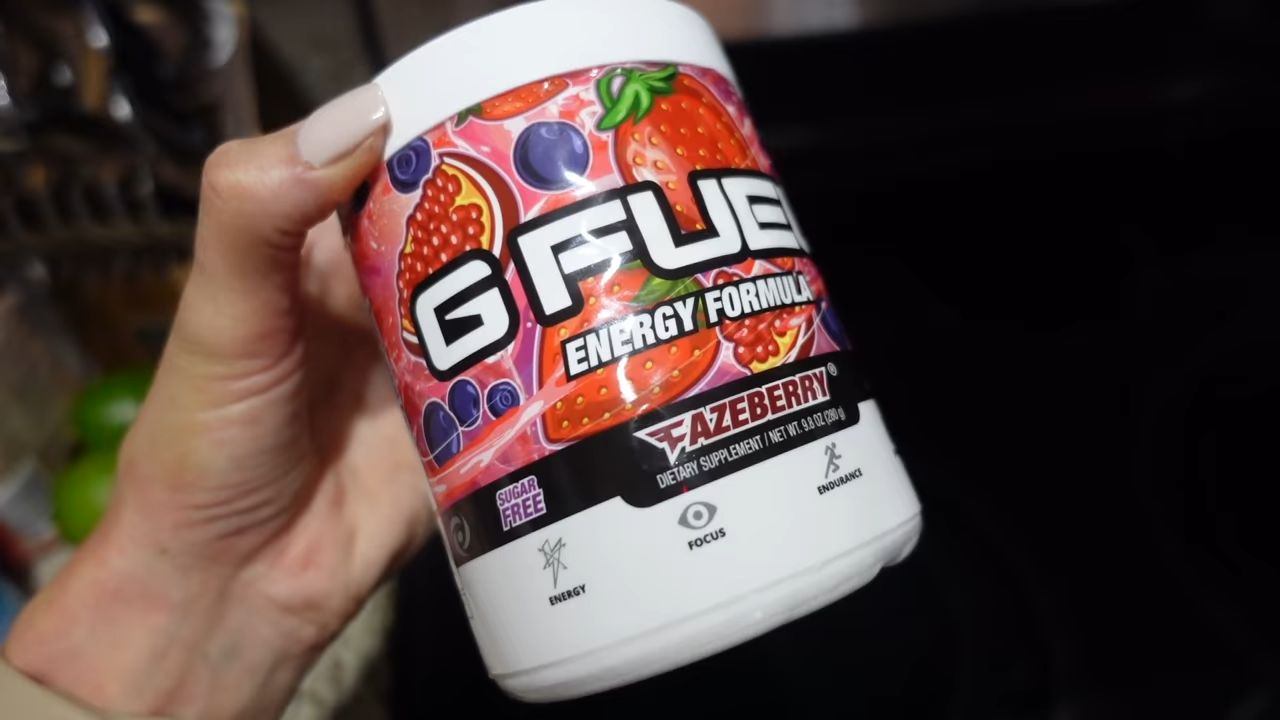 G FUEL
ENERGY FORMULA
FAZEBERRY®
DIETARY SUPPLEMENT / NET WT. 9.8 OZ (280 g)
SUGAR
FREE
ENERGY
FOCUS
ENDURANCE